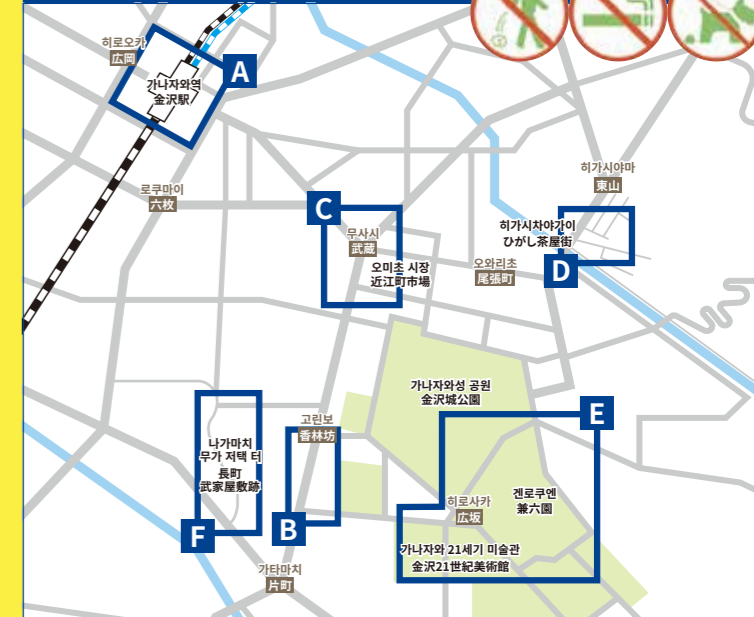 히로오카
広岡
A
가나자와역
金沢駅
로쿠마이
六枚
C
무사시
武蔵
오미초 시장
近江町市場
히가시야마
東山
히가시차야가이
ひがし茶屋街
D
오와리초
尾張町
가나자와성 공원
金沢城公園
E
고린보
香林坊
나가마치
무가 저택 터
長町
武家屋敷跡
F
B
히로사카
広坂
겐로쿠엔
兼六園
가나자와 21세기 미술관
金沢21世紀美術館
가타마치
片町